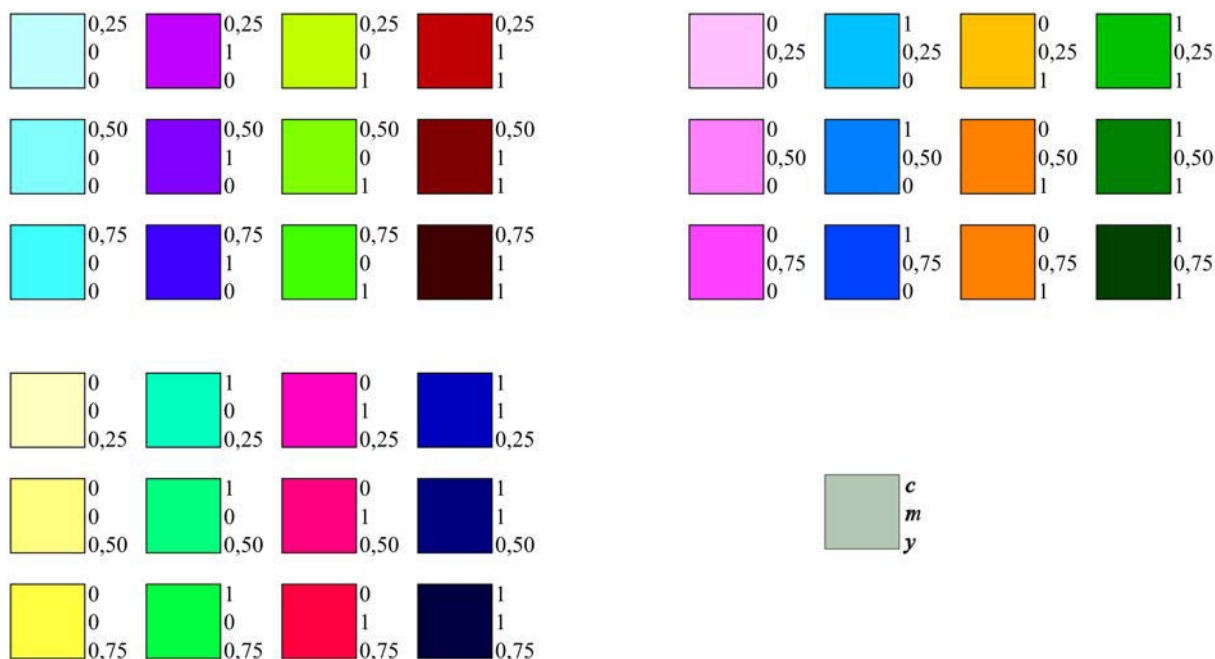 0,25 0,25 0,25 0,25 0 1 0 1
0 1 0 1 0,25 0,25 0,25 0,25
0 0 1 1 0 0 1 1
0,50 0,50 0,50 0,50 0 1 0 1
0 1 0 1 0,50 0,50 0,50 0,50
0 0 1 1 0 0 1 1
0,75 0,75 0,75 0,75 0 1 0 1
0 1 0 1 0,75 0,75 0,75 0,75
0 0 1 1 0 0 1 1
0 1 0 1
0 0 1 1
0,25 0,25 0,25 0,25
0 1 0 1 c
0 0 1 1 m
0,50 0,50 0,50 0,50 y
0 1 0 1
0 0 1 1
0,75 0,75 0,75 0,75